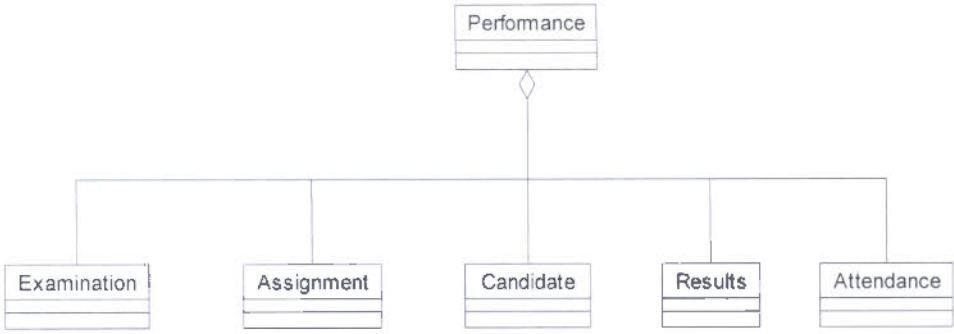 Performance
Examination
Assignment
Candidate
Results
Attendance